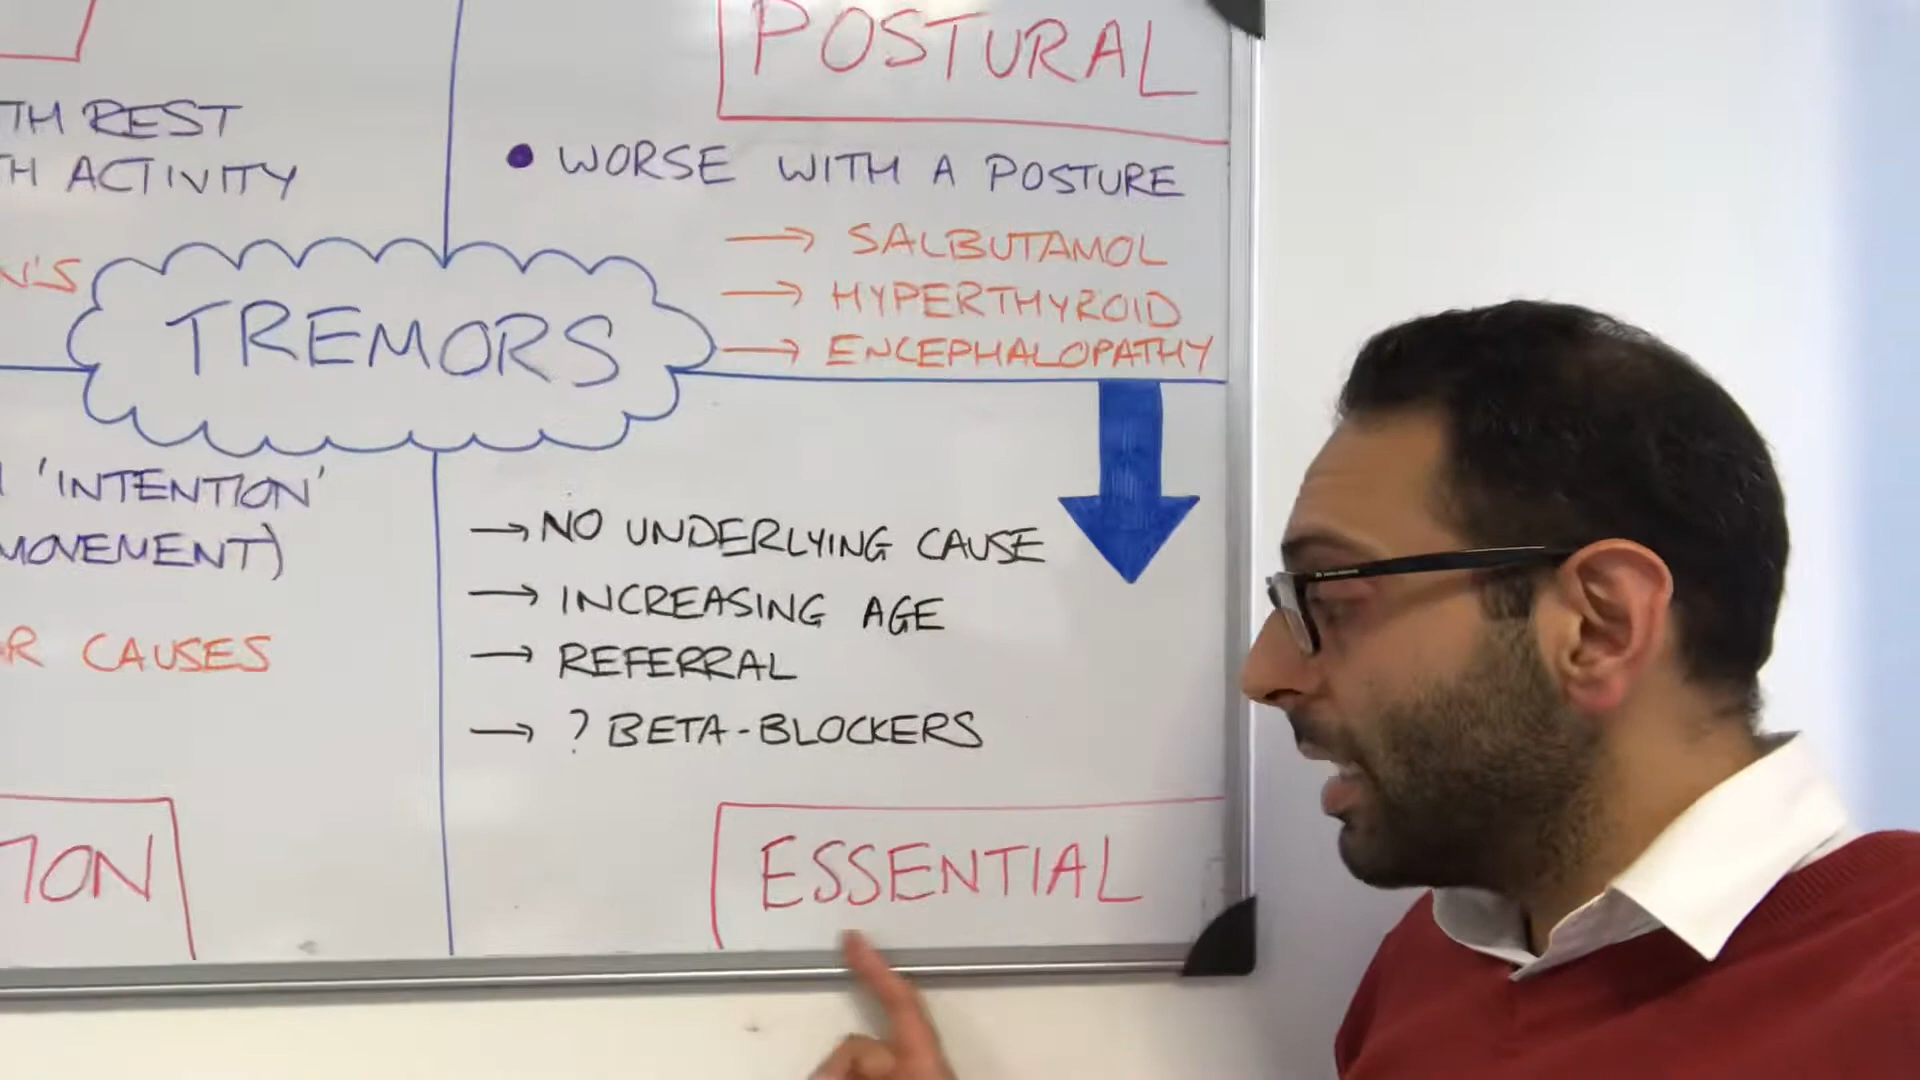 POSTURAL
TH REST
TH ACTIVITY
N'S
• WORSE WITH A POSTURE
→ SALBUTAMOL
→ HYPERTHYROID
→ ENCEPHALOPATHY
TREMORS
'INTENTION'
MOVEMENT)
R CAUSES
TION
→ NO UNDERLYING CAUSE
→ INCREASING AGE
→ REFERRAL
→ ? BETA-BLOCKERS
ESSENTIAL